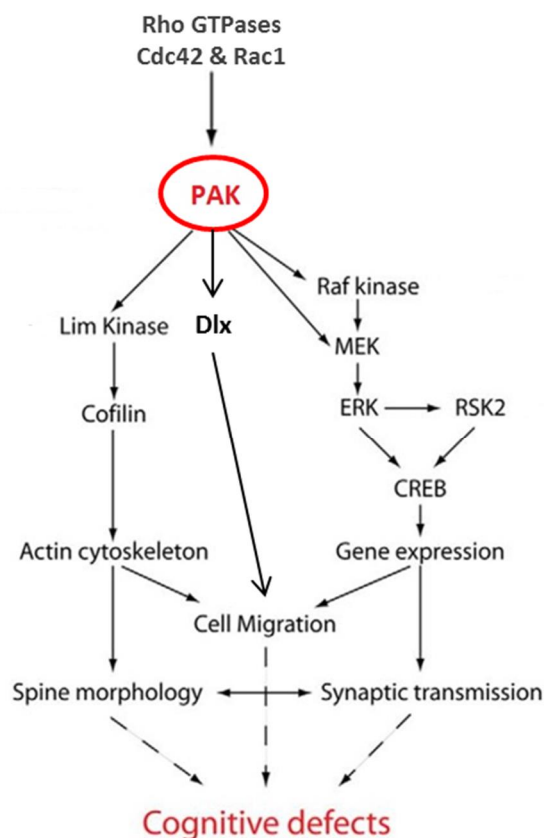 Rho GTPases
Cdc42 & Rac1
PAK
Raf kinase
Lim Kinase
Dlx
MEK
Cofilin
ERK
RSK2
CREB
Actin cytoskeleton
Gene expression
Cell Migration
Spine morphology
Synaptic transmission
Cognitive defects